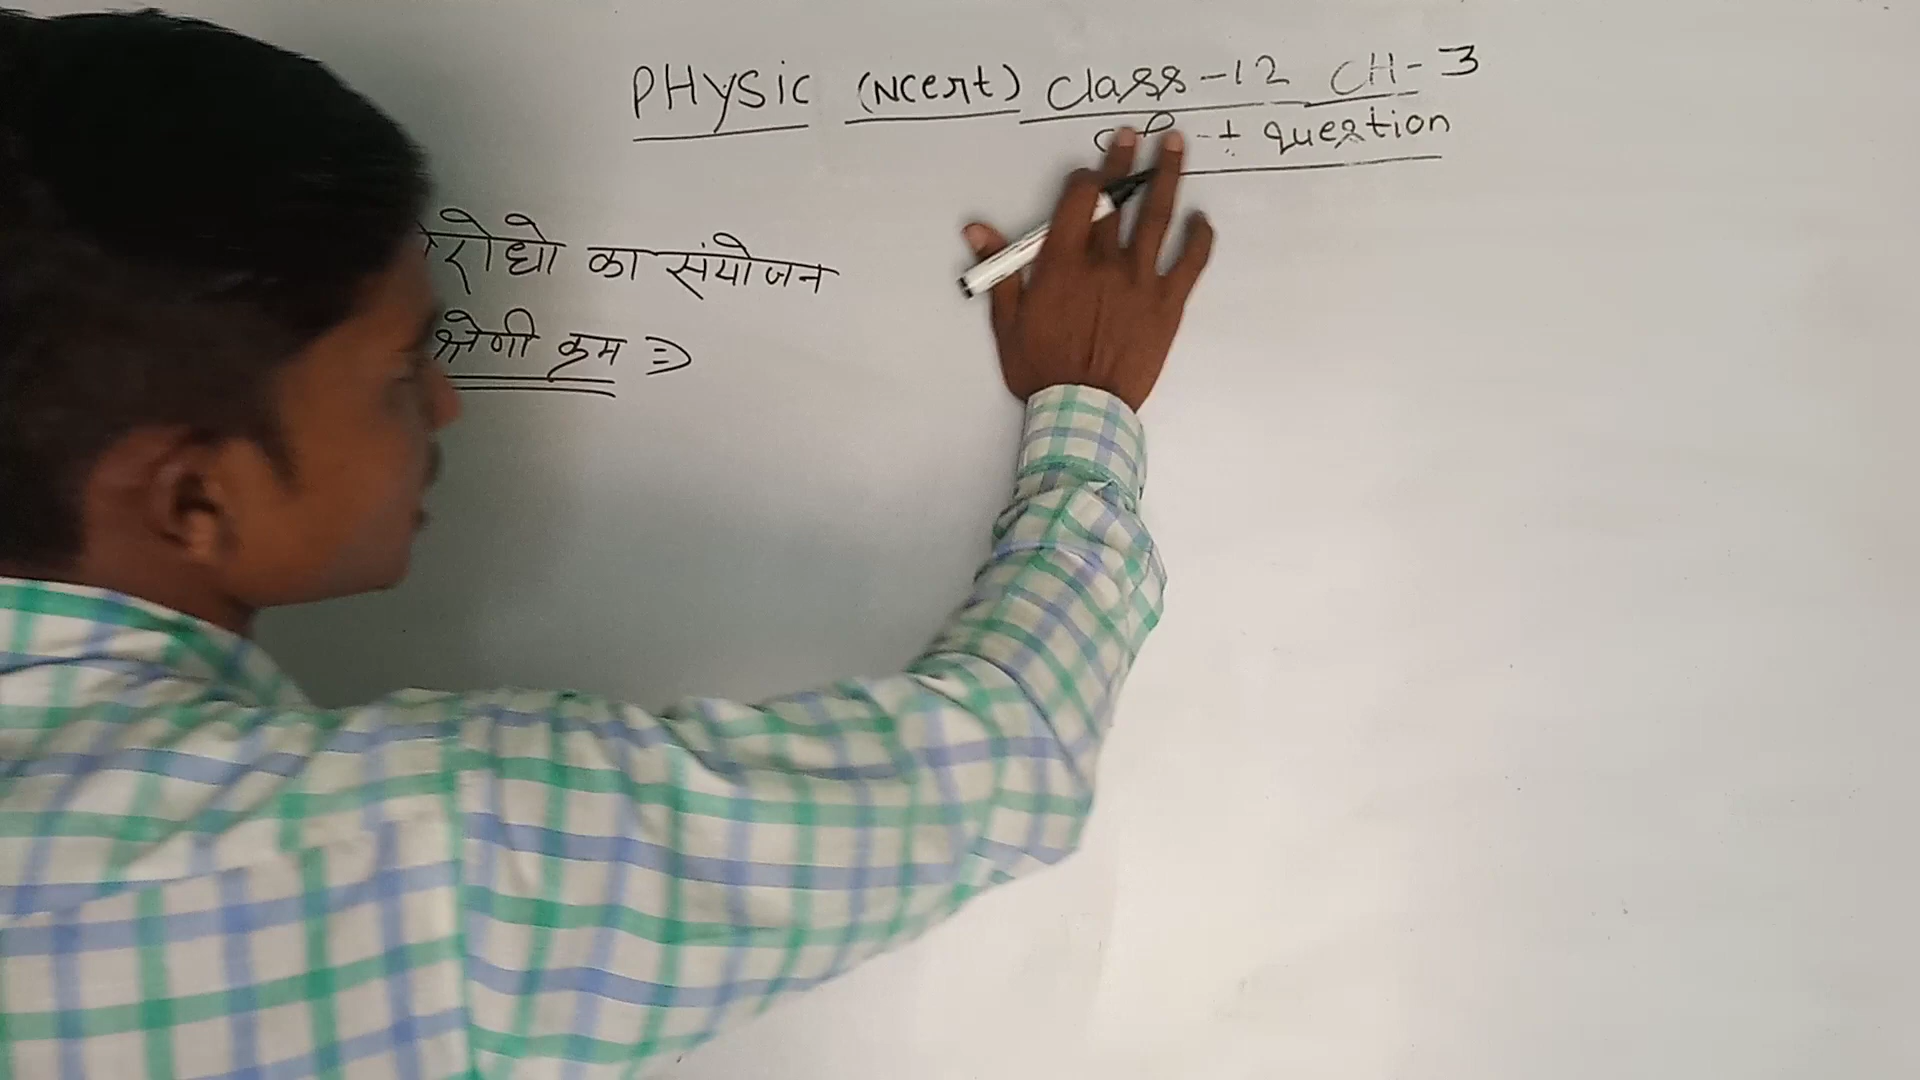 PHYSIC (NCERT) Class-12 CH-3
question
का संयोजन
श्रेणी क्रम =>